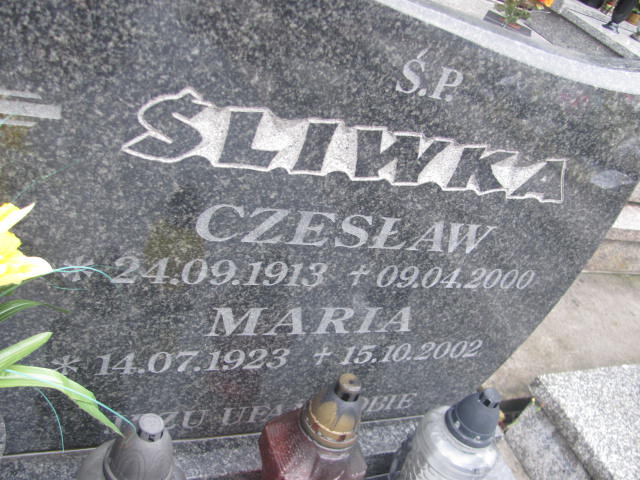 Ś.P.
ŚLIWKA
CZESŁAW
* 24.09.1913 + 09.04.2000
MARIA
* 14.07.1923 + 15.10.2002